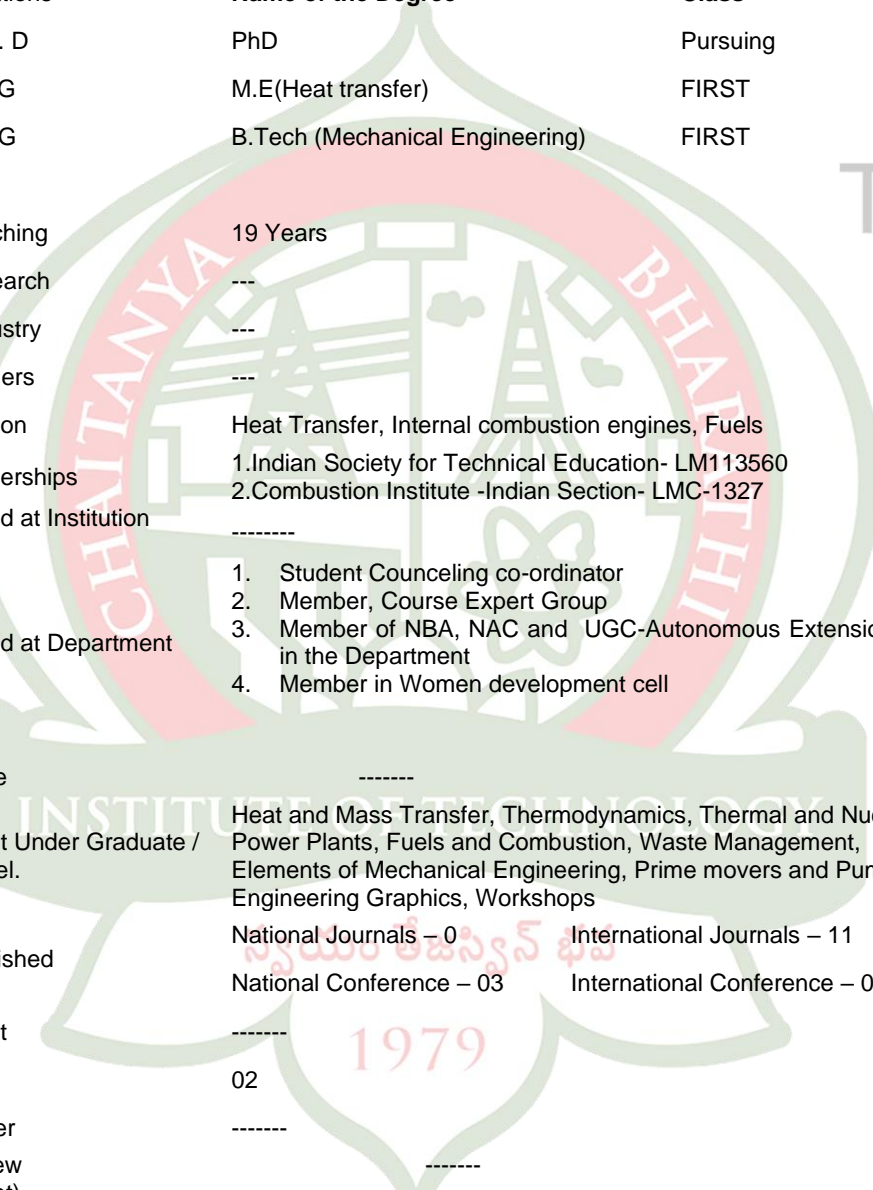 . D PhD Pursuing
G M.E(Heat transfer) FIRST
G B.Tech (Mechanical Engineering) FIRST
T
ching 19 Years
earch ---
ustry ---
ers ---
on Heat Transfer, Internal combustion engines, Fuels
erships 1.Indian Society for Technical Education- LM113560
2.Combustion Institute -Indian Section- LMC-1327
d at Institution --------
1. Student Counceling co-ordinator
2. Member, Course Expert Group
d at Department 3. Member of NBA, NAC and UGC-Autonomous Extensio
in the Department
4. Member in Women development cell
e -------
Heat and Mass Transfer, Thermodynamics, Thermal and Nu
t Under Graduate / Power Plants, Fuels and Combustion, Waste Management,
el. Elements of Mechanical Engineering, Prime movers and Pu
Engineering Graphics, Workshops
National Journals – 0 International Journals – 11
ished
National Conference – 03 International Conference – 0
t -------
02
er -------
ew -------
CHAITANYA BHARATHI
INSTITUTE OF TECHNOLOGY
స్వయం తేజస్విన్ భవ
1979